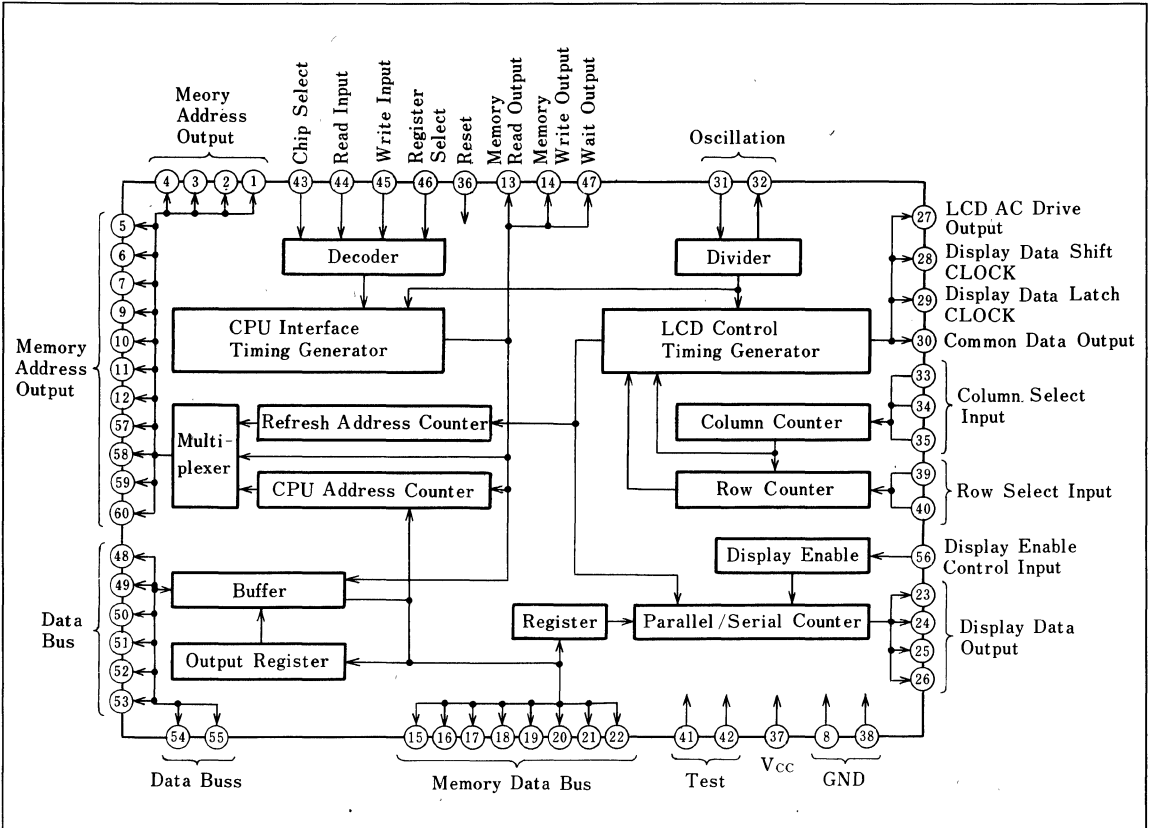 Meory
Address
Output
Chip Select
Read Input
Write Input
Register
Select
Reset
Memory
Read Output
Memory
Write Output
Wait Output
Oscillation
4 3 2 1 43 44 45 46 36 13 14 47 31 32
Memory
Address
Output
5
6
7
9
10
11
12
57
58
59
60
Data
Bus
48
49
50
51
52
53
Decoder
Divider
CPU Interface
Timing Generator
LCD Control
Timing Generator
Multi-
plexer
Refresh Address Counter
CPU Address Counter
Column Counter
Row Counter
Display Enable
Buffer
Output Register
Register
Parallel/Serial Counter
27 LCD AC Drive
Output
28 Display Data Shift
CLOCK
29 Display Data Latch
CLOCK
30 Common Data Output
33
34
35
Column. Select
Input
39
40
Row Select Input
56 Display Enable
Control Input
23
24
25
26
Display Data
Output
54 55 15 16 17 18 19 20 21 22 41 42 37 8 38
Data Buss
Memory Data Bus
Test
VCC
GND